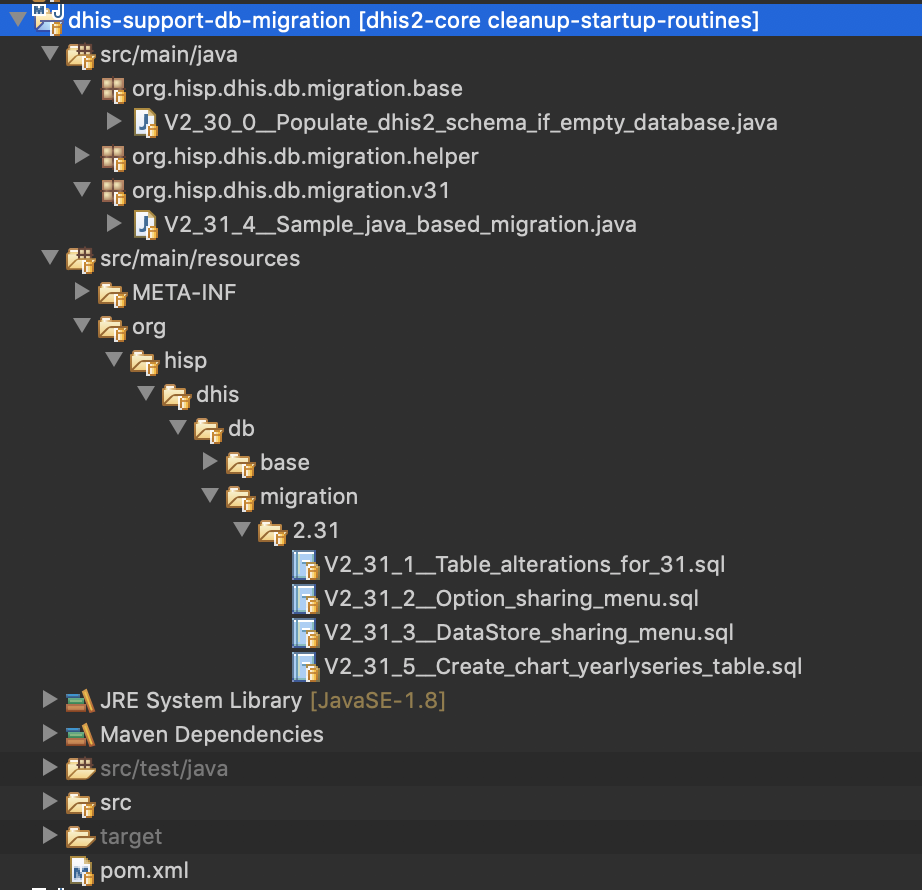 dhis-support-db-migration [dhis2-core cleanup-startup-routines]
src/main/java
org.hisp.dhis.db.migration.base
V2_30_0__Populate_dhis2_schema_if_empty_database.java
org.hisp.dhis.db.migration.helper
org.hisp.dhis.db.migration.v31
V2_31_4__Sample_java_based_migration.java
src/main/resources
META-INF
org
hisp
dhis
db
base
migration
2.31
V2_31_1__Table_alterations_for_31.sql
V2_31_2__Option_sharing_menu.sql
V2_31_3__DataStore_sharing_menu.sql
V2_31_5__Create_chart_yearlyseries_table.sql
JRE System Library [JavaSE-1.8]
Maven Dependencies
src/test/java
src
target
pom.xml